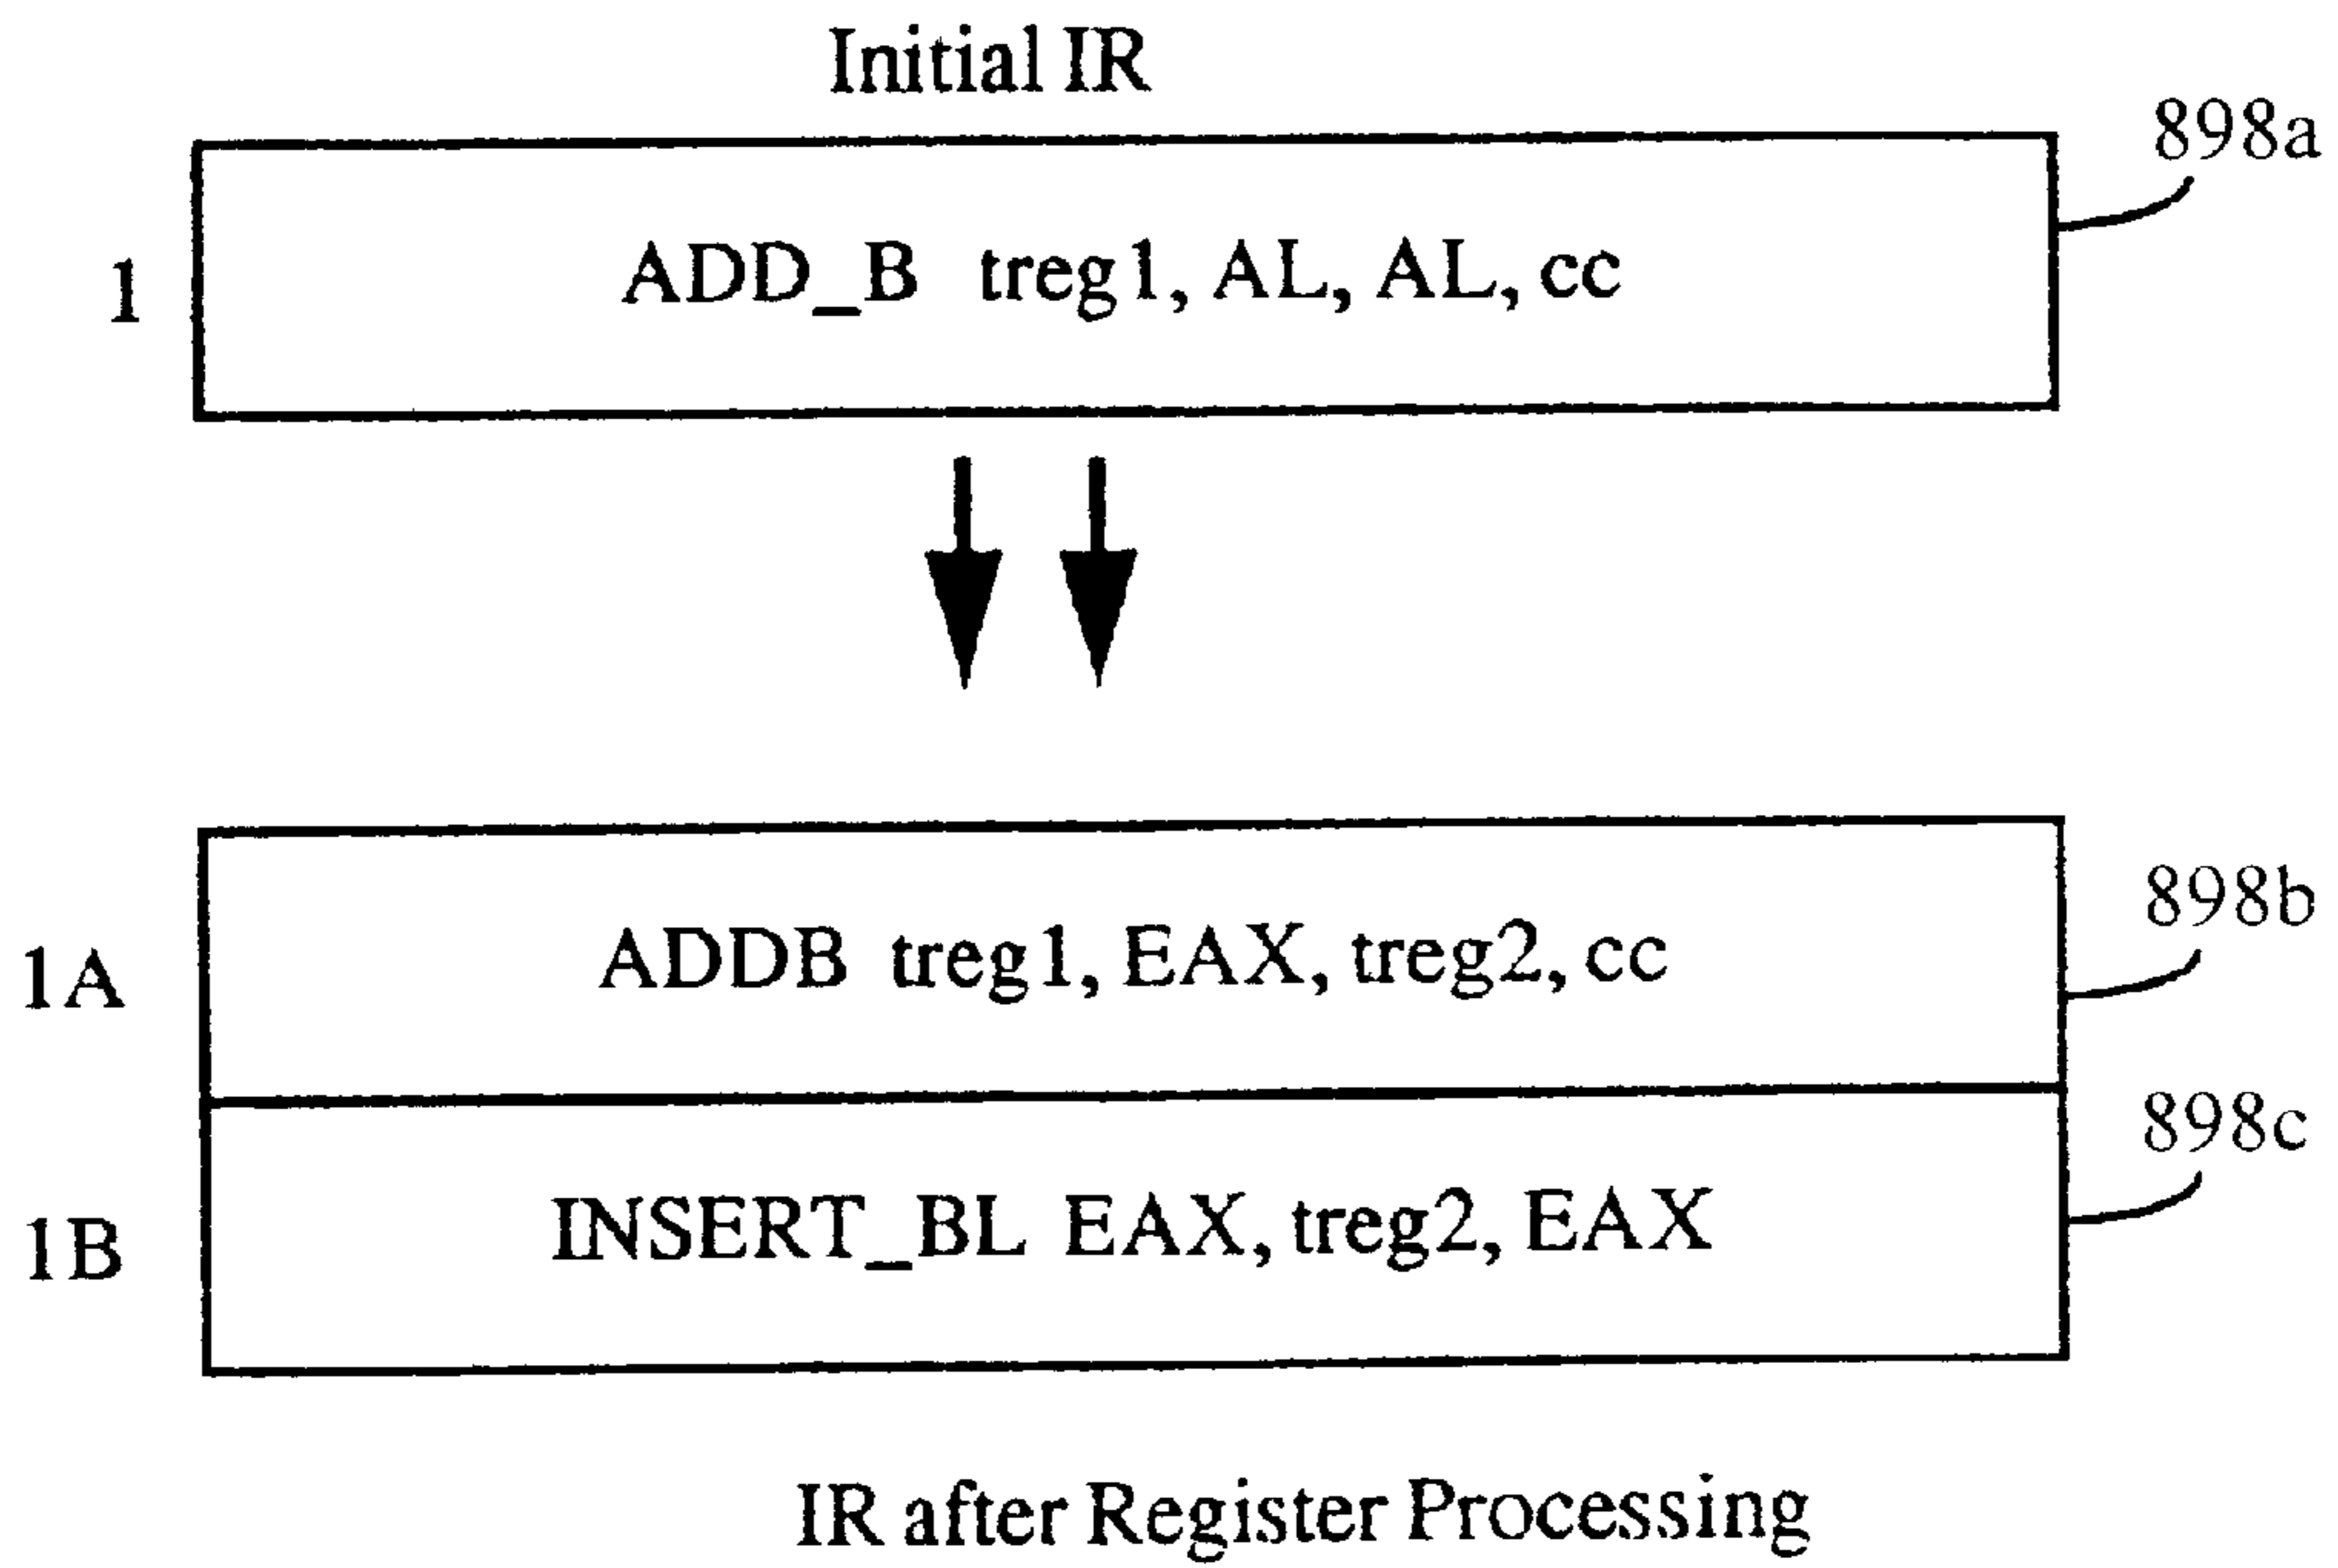 Initial IR
898a
1 ADD_B treg1, AL, AL, cc
898b
1A ADDB treg1, EAX, treg2, cc
898c
1B INSERT_BL EAX, treg2, EAX
IR after Register Processing